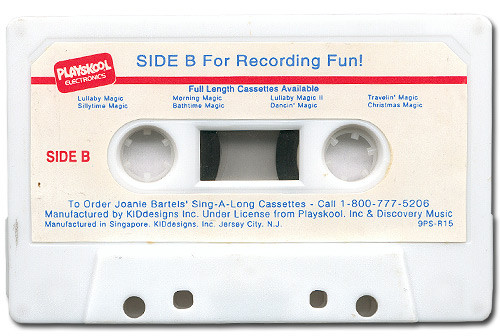 PLAYSKOOL
ELECTRONICS
SIDE B For Recording Fun!
Full Length Cassettes Available
Lullaby Magic Morning Magic Lullaby Magic II Travelin' Magic
Sillytime Magic Bathtime Magic Dancin' Magic Christmas Magic
SIDE B
To Order Joanie Bartels' Sing-A-Long Cassettes - Call 1-800-777-5206
Manufactured by KIDdesigns Inc. Under License from Playskool. Inc & Discovery Music
Manufactured in Singapore. KIDdesigns. Inc. Jersey City. N.J. 9PS-R15